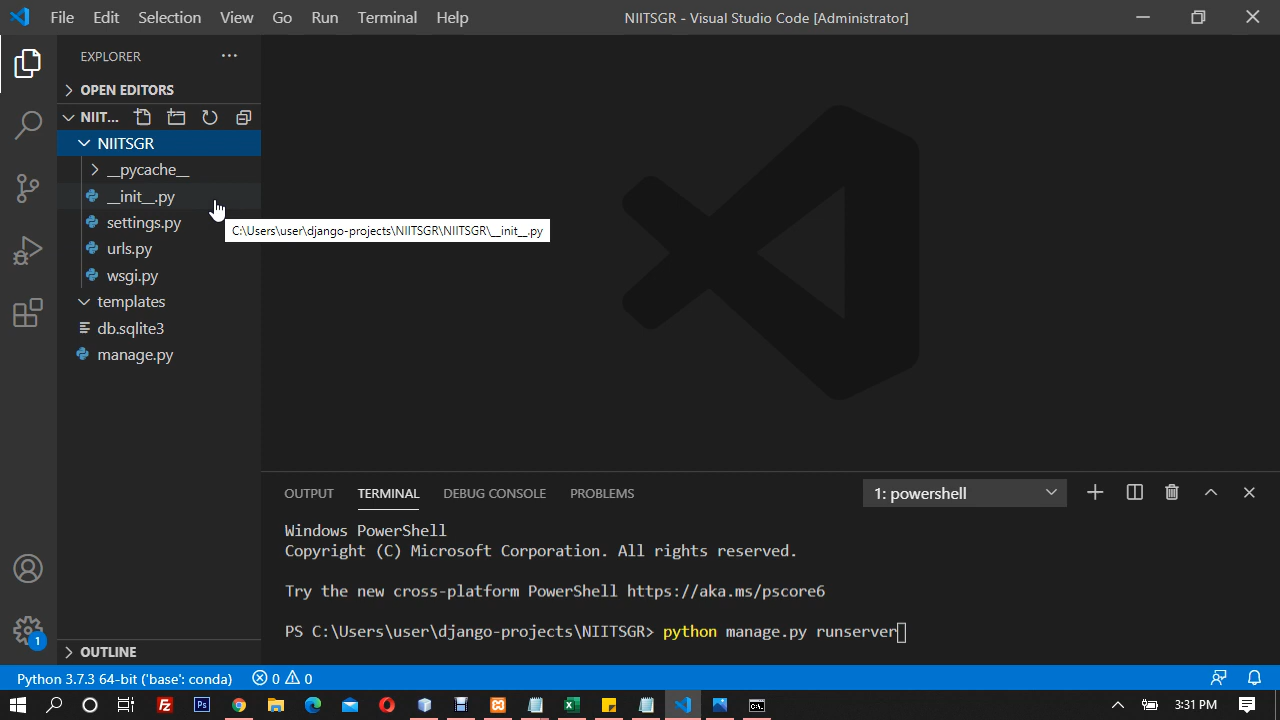 File Edit Selection View Go Run Terminal Help
NIITSGR - Visual Studio Code [Administrator]
EXPLORER
OPEN EDITORS
NIIT...
NIITSGR
__pycache__
__init__.py
settings.py
C:\Users\user\django-projects\NIITSGR\NIITSGR\__init__.py
urls.py
wsgi.py
templates
db.sqlite3
manage.py
OUTPUT TERMINAL DEBUG CONSOLE PROBLEMS
1: powershell
Windows PowerShell
Copyright (C) Microsoft Corporation. All rights reserved.
Try the new cross-platform PowerShell https://aka.ms/pscore6
PS C:\Users\user\django-projects\NIITSGR> python manage.py runserver
1
OUTLINE
Python 3.7.3 64-bit ('base': conda) 0 0
Fz
Ps
C:\
3:31 PM